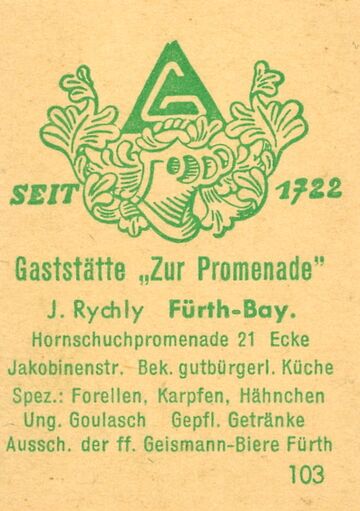 G
SEIT 1722
Gaststätte „Zur Promenade"
J. Rychly Fürth-Bay.
Hornschuchpromenade 21 Ecke
Jakobinenstr. Bek. gutbürgerl. Küche
Spez.: Forellen, Karpfen, Hähnchen
Ung. Goulasch Gepfl. Getränke
Aussch. der ff. Geismann-Biere Fürth
103